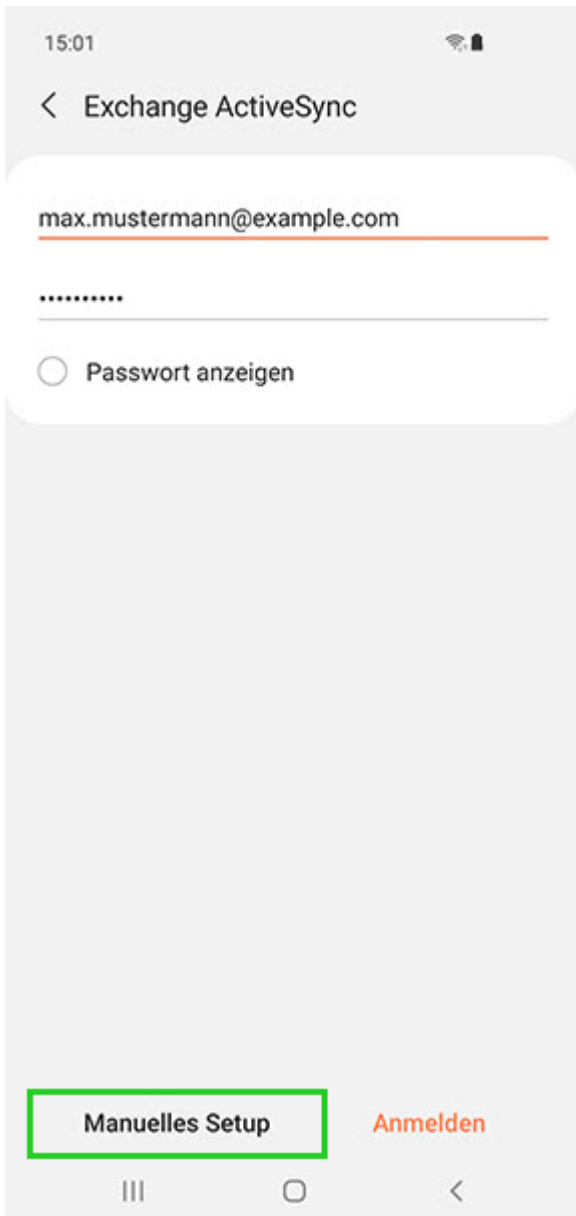 15:01
Exchange ActiveSync
max.mustermann@example.com
••••••••••
Passwort anzeigen
Manuelles Setup
Anmelden